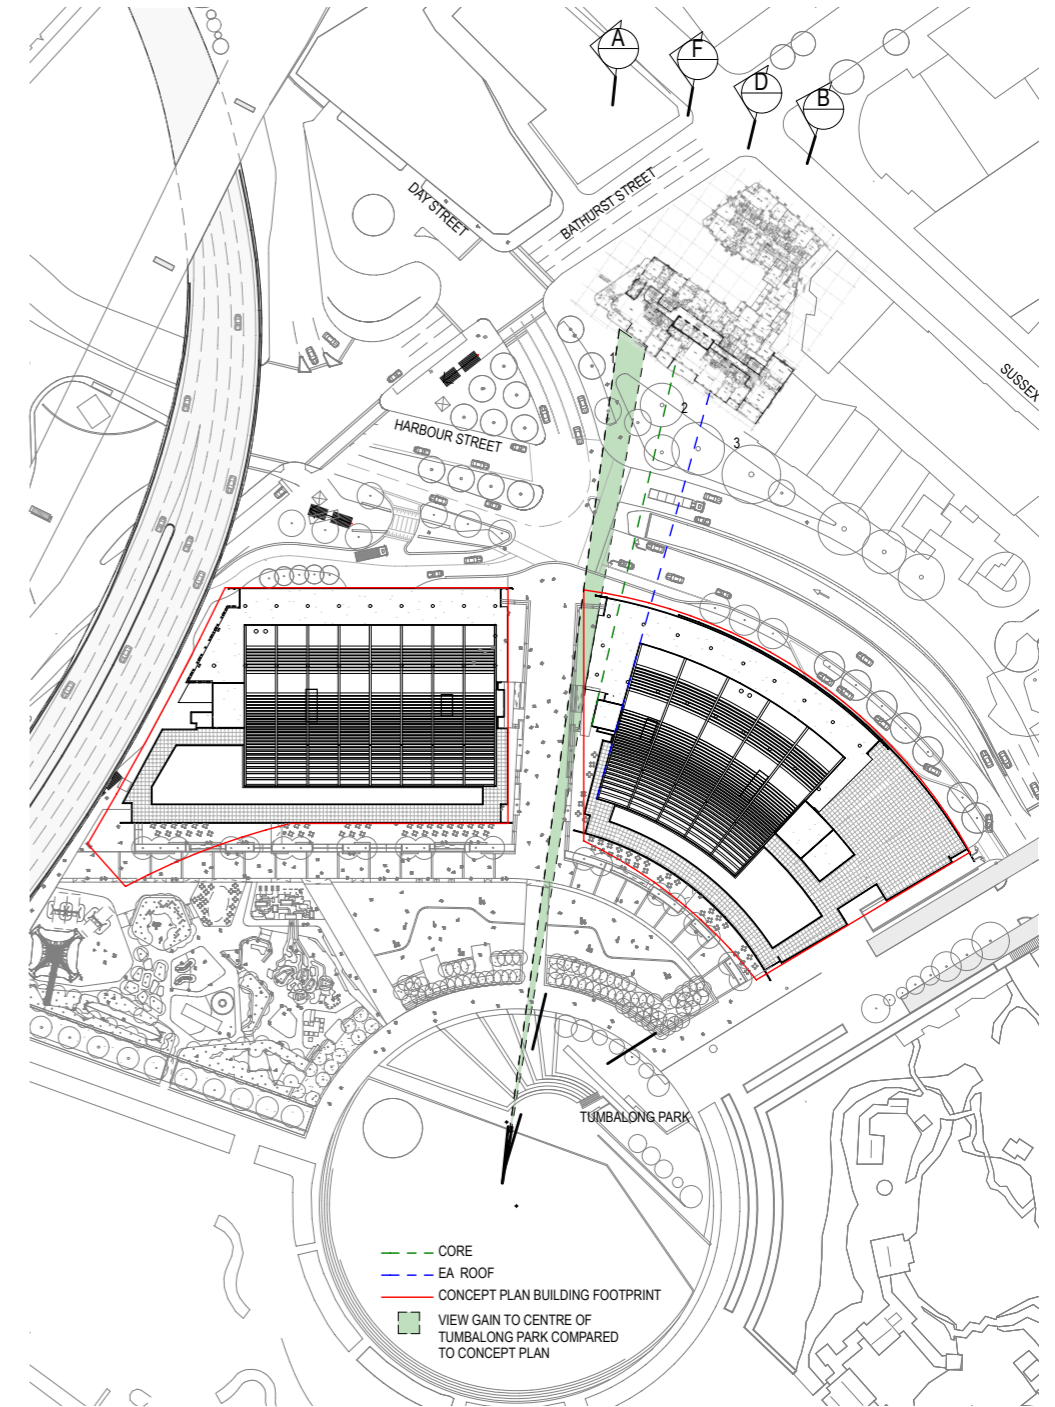 A
F
D
B
DAY STREET
BATHURST STREET
SUSSEX
1
2
3
HARBOUR STREET
TUMBALONG PARK
CORE
EA ROOF
CONCEPT PLAN BUILDING FOOTPRINT
VIEW GAIN TO CENTRE OF
TUMBALONG PARK COMPARED
TO CONCEPT PLAN